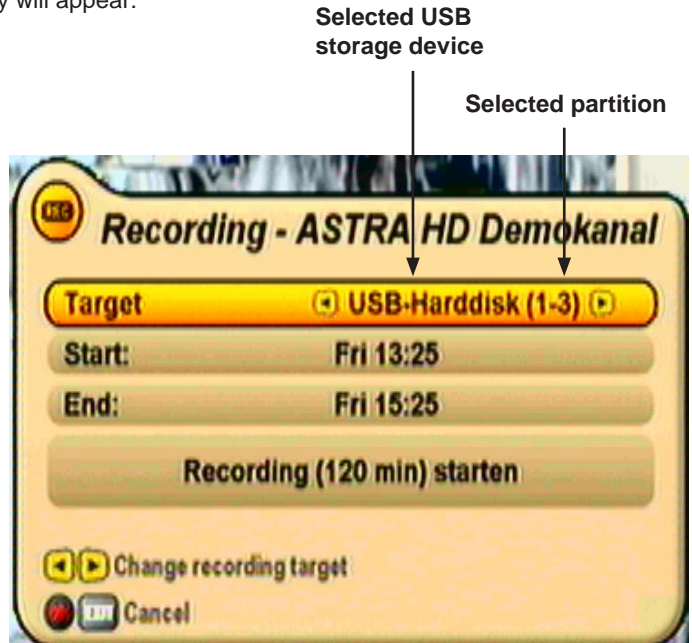 y will appear:
Selected USB
storage device
Selected partition
Recording - ASTRA HD Demokanal
Target USB-Harddisk (1-3)
Start: Fri 13:25
End: Fri 15:25
Recording (120 min) starten
Change recording target
Cancel